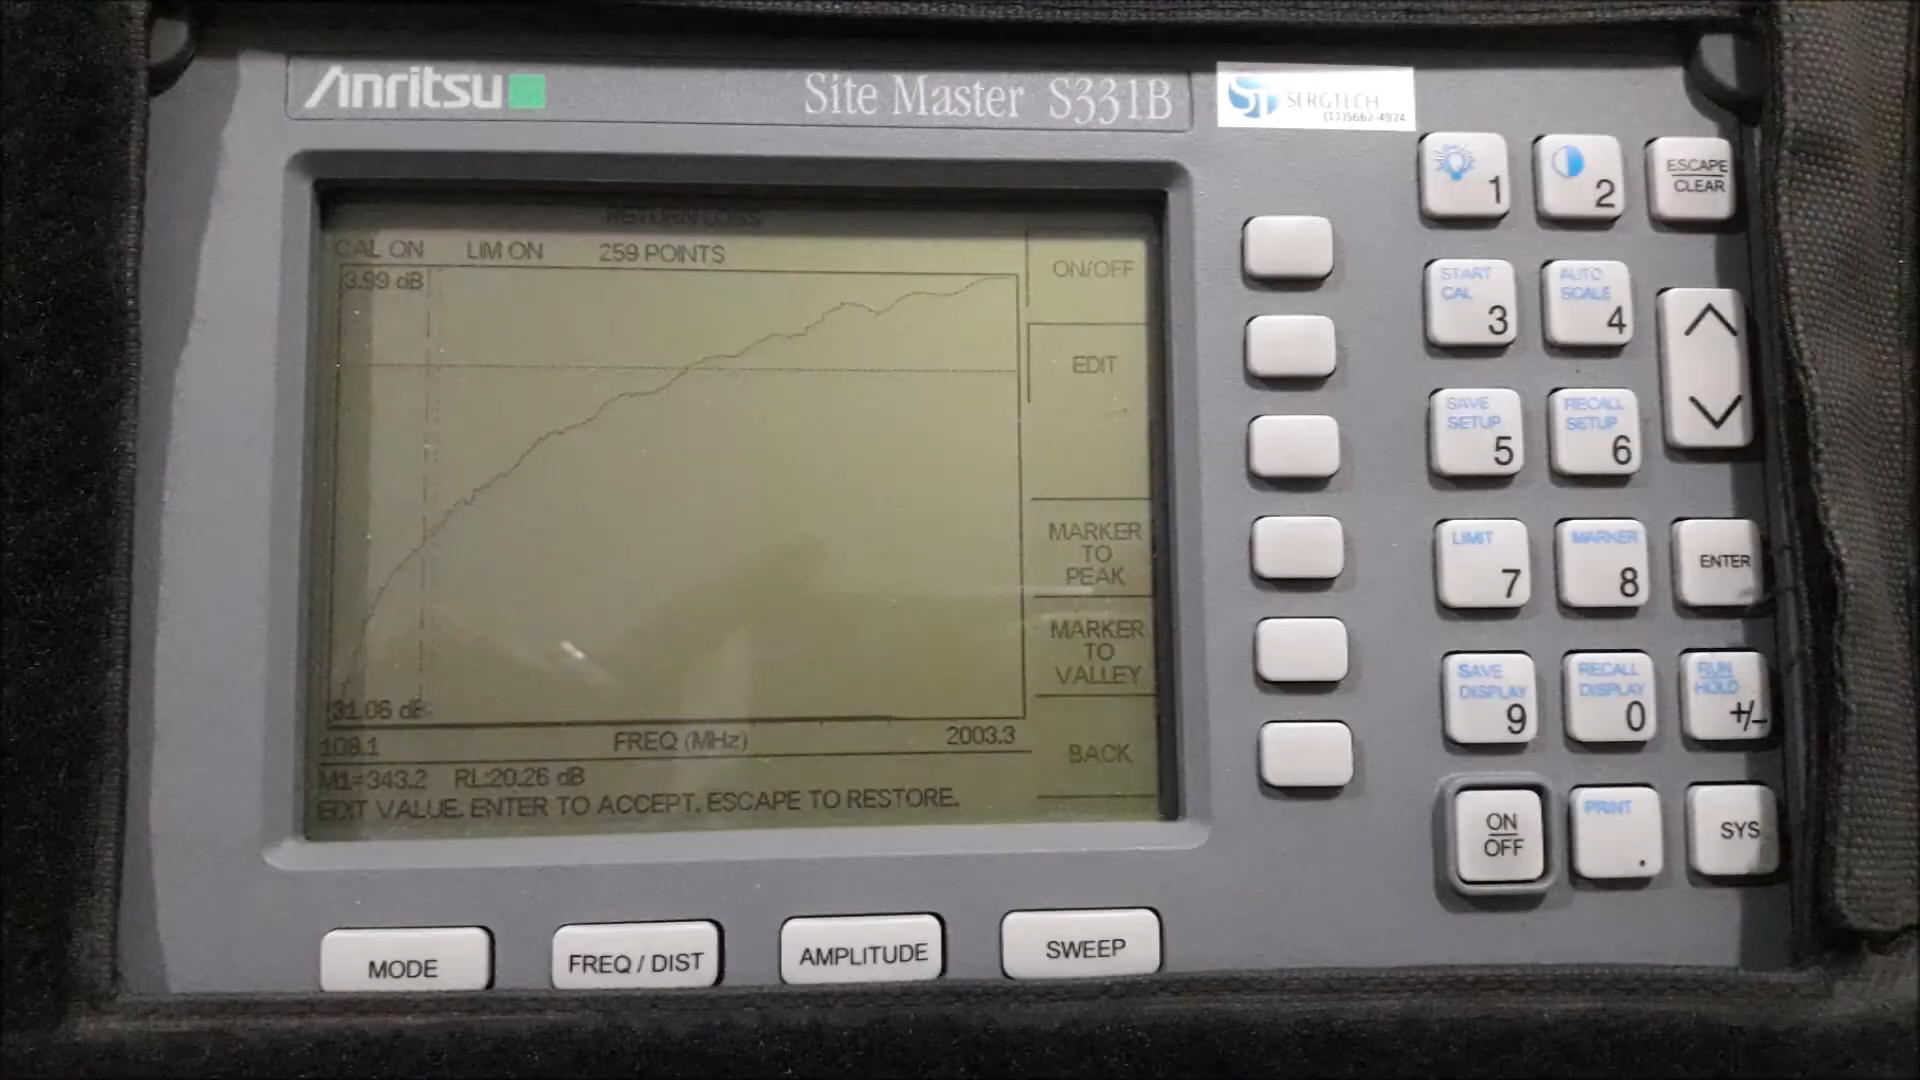 Anritsu
Site Master S331B
SERGTECH
(11)5662-4974
RETURN LOSS
CAL ON LIM ON 259 POINTS
3.99 dB
31.06 dB
108.1 FREQ (MHz) 2003.3
M1=343.2 RL:20.26 dB
EDIT VALUE. ENTER TO ACCEPT. ESCAPE TO RESTORE.
ON/OFF
EDIT
MARKER
TO
PEAK
MARKER
TO
VALLEY
BACK
1
2
ESCAPE
CLEAR
START
CAL
3
AUTO
SCALE
4
SAVE
SETUP
5
RECALL
SETUP
6
LIMIT
7
MARKER
8
ENTER
SAVE
DISPLAY
9
RECALL
DISPLAY
0
RUN
HOLD
+/-
ON
OFF
PRINT
.
SYS
MODE
FREQ / DIST
AMPLITUDE
SWEEP